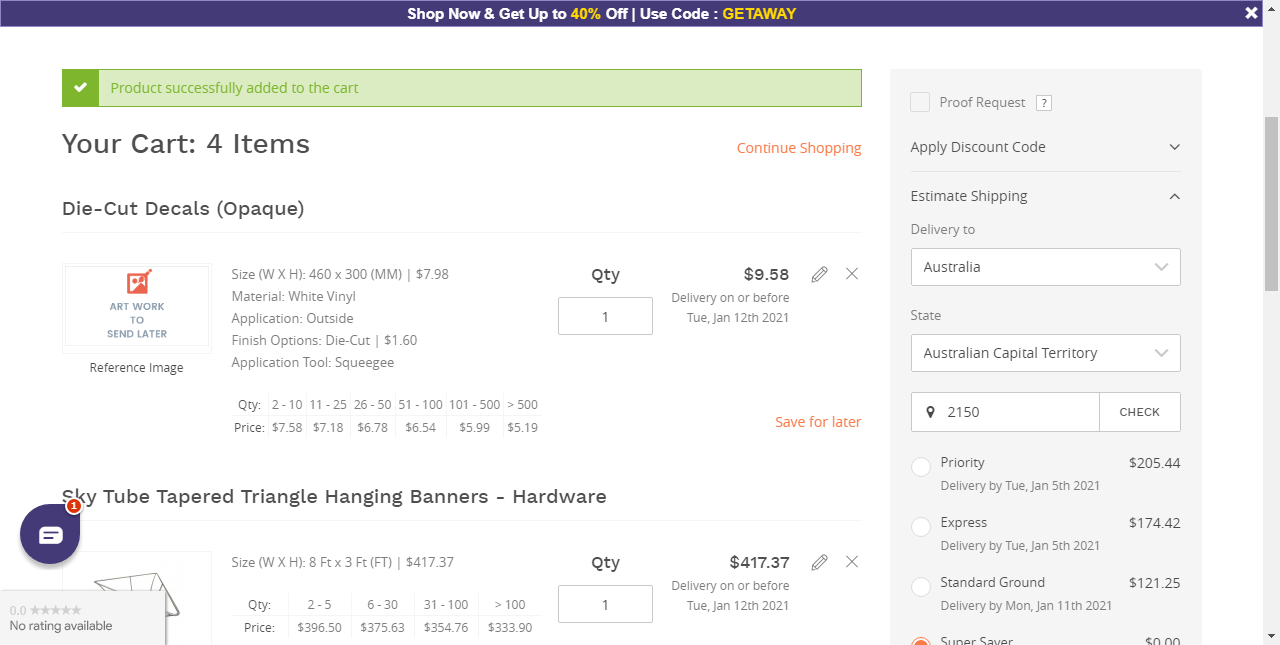 Shop Now & Get Up to 40% Off | Use Code : GETAWAY
Product successfully added to the cart
Your Cart: 4 Items
Continue Shopping
Die-Cut Decals (Opaque)
ART WORK
TO
SEND LATER
Reference Image
Size (W X H): 460 x 300 (MM) | $7.98
Material: White Vinyl
Application: Outside
Finish Options: Die-Cut | $1.60
Application Tool: Squeegee
Qty: 2 - 10 11 - 25 26 - 50 51 - 100 101 - 500 > 500
Price: $7.58 $7.18 $6.78 $6.54 $5.99 $5.19
Qty
1
$9.58
Delivery on or before
Tue, Jan 12th 2021
Save for later
Sky Tube Tapered Triangle Hanging Banners - Hardware
Size (W X H): 8 Ft x 3 Ft (FT) | $417.37
Qty: 2 - 5 6 - 30 31 - 100 > 100
Price: $396.50 $375.63 $354.76 $333.90
Qty
1
$417.37
Delivery on or before
Tue, Jan 12th 2021
1
0.0
No rating available
Proof Request ?
Apply Discount Code
Estimate Shipping
Delivery to
Australia
State
Australian Capital Territory
2150 CHECK
Priority $205.44
Delivery by Tue, Jan 5th 2021
Express $174.42
Delivery by Tue, Jan 5th 2021
Standard Ground $121.25
Delivery by Mon, Jan 11th 2021
Super Saver $0.00